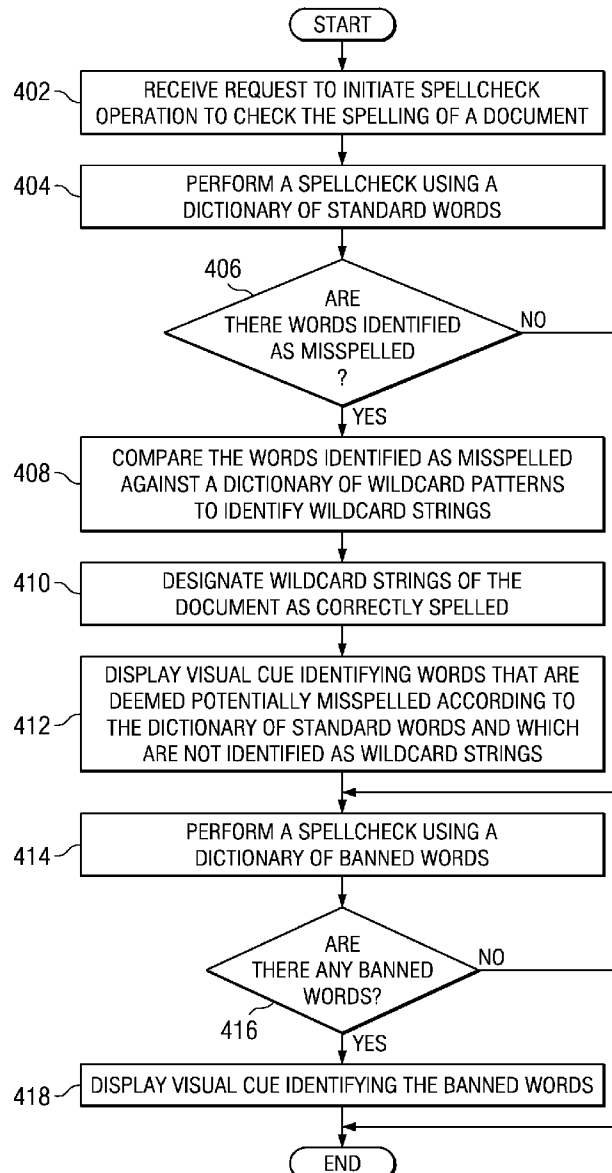 START
402
RECEIVE REQUEST TO INITIATE SPELLCHECK
OPERATION TO CHECK THE SPELLING OF A DOCUMENT
404
PERFORM A SPELLCHECK USING A
DICTIONARY OF STANDARD WORDS
406
ARE
THERE WORDS IDENTIFIED
AS MISSPELLED
?
NO
YES
408
COMPARE THE WORDS IDENTIFIED AS MISSPELLED
AGAINST A DICTIONARY OF WILDCARD PATTERNS
TO IDENTIFY WILDCARD STRINGS
410
DESIGNATE WILDCARD STRINGS OF THE
DOCUMENT AS CORRECTLY SPELLED
412
DISPLAY VISUAL CUE IDENTIFYING WORDS THAT ARE
DEEMED POTENTIALLY MISSPELLED ACCORDING TO
THE DICTIONARY OF STANDARD WORDS AND WHICH
ARE NOT IDENTIFIED AS WILDCARD STRINGS
414
PERFORM A SPELLCHECK USING A
DICTIONARY OF BANNED WORDS
ARE
THERE ANY BANNED
WORDS?
NO
416
YES
418
DISPLAY VISUAL CUE IDENTIFYING THE BANNED WORDS
END